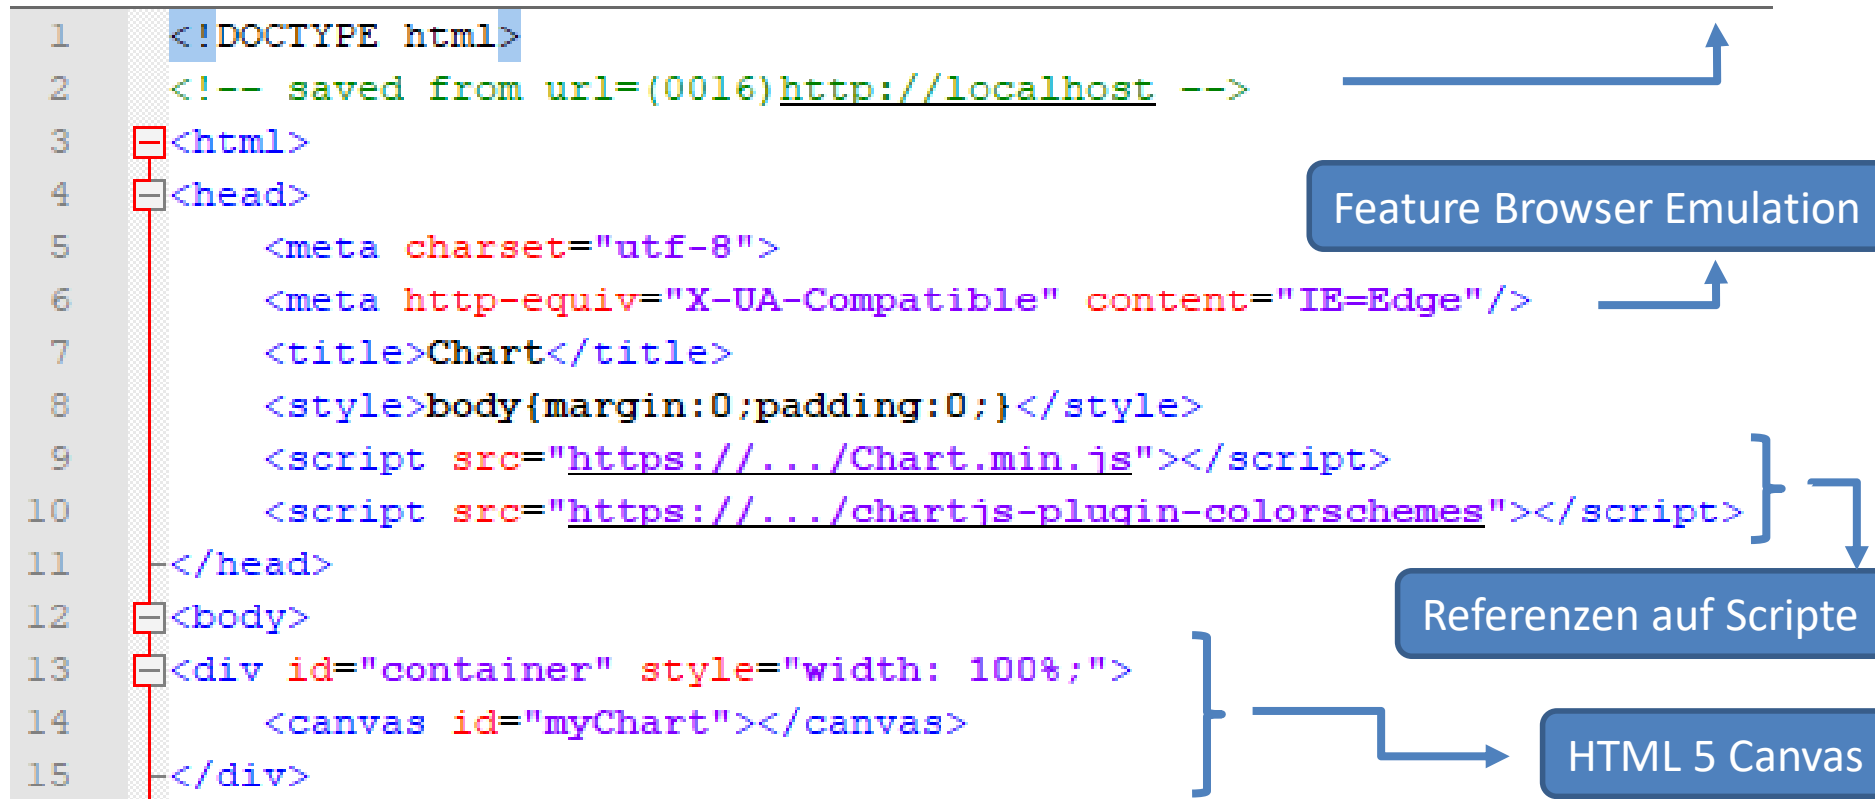 1 <!DOCTYPE html>
2 <!-- saved from url=(0016)http://localhost -->
3 <html>
4 <head>
Feature Browser Emulation
5 <meta charset="utf-8">
6 <meta http-equiv="X-UA-Compatible" content="IE=Edge"/>
7 <title>Chart</title>
8 <style>body{margin:0;padding:0;}</style>
9 <script src="https://.../Chart.min.js"></script>
10 <script src="https://.../chartjs-plugin-colorschemes"></script>
11 </head>
12 <body>
Referenzen auf Scripte
13 <div id="container" style="width: 100%;">
14 <canvas id="myChart"></canvas>
15 </div>
HTML 5 Canvas